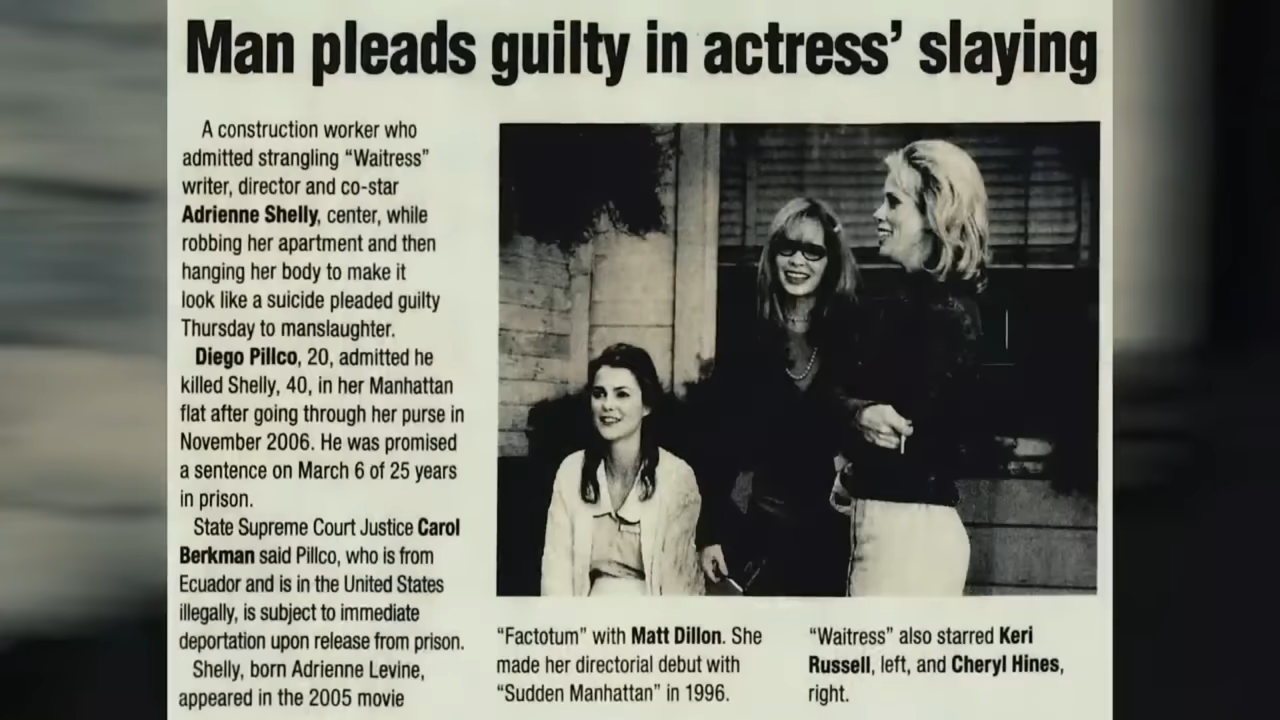 Man pleads guilty in actress’ slaying
A construction worker who
admitted strangling “Waitress”
writer, director and co-star
Adrienne Shelly, center, while
robbing her apartment and then
hanging her body to make it
look like a suicide pleaded guilty
Thursday to manslaughter.
Diego Pillco, 20, admitted he
killed Shelly, 40, in her Manhattan
flat after going through her purse in
November 2006. He was promised
a sentence on March 6 of 25 years
in prison.
State Supreme Court Justice Carol
Berkman said Pillco, who is from
Ecuador and is in the United States
illegally, is subject to immediate
deportation upon release from prison.
Shelly, born Adrienne Levine,
appeared in the 2005 movie
“Factotum” with Matt Dillon. She
made her directorial debut with
“Sudden Manhattan” in 1996.
“Waitress” also starred Keri
Russell, left, and Cheryl Hines,
right.